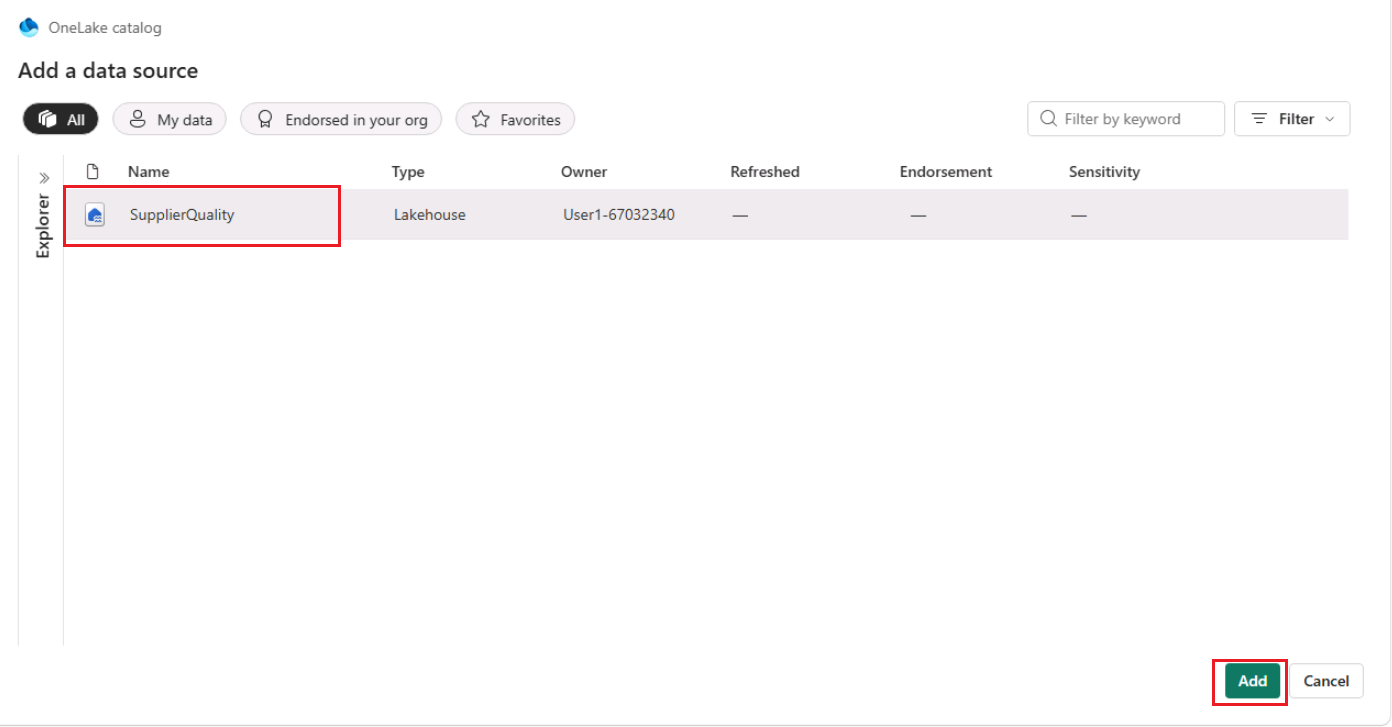 OneLake catalog
Add a data source
All My data Endorsed in your org Favorites Filter by keyword Filter
Explorer
Name Type Owner Refreshed Endorsement Sensitivity
SupplierQuality Lakehouse User1-67032340 — — —
Add Cancel